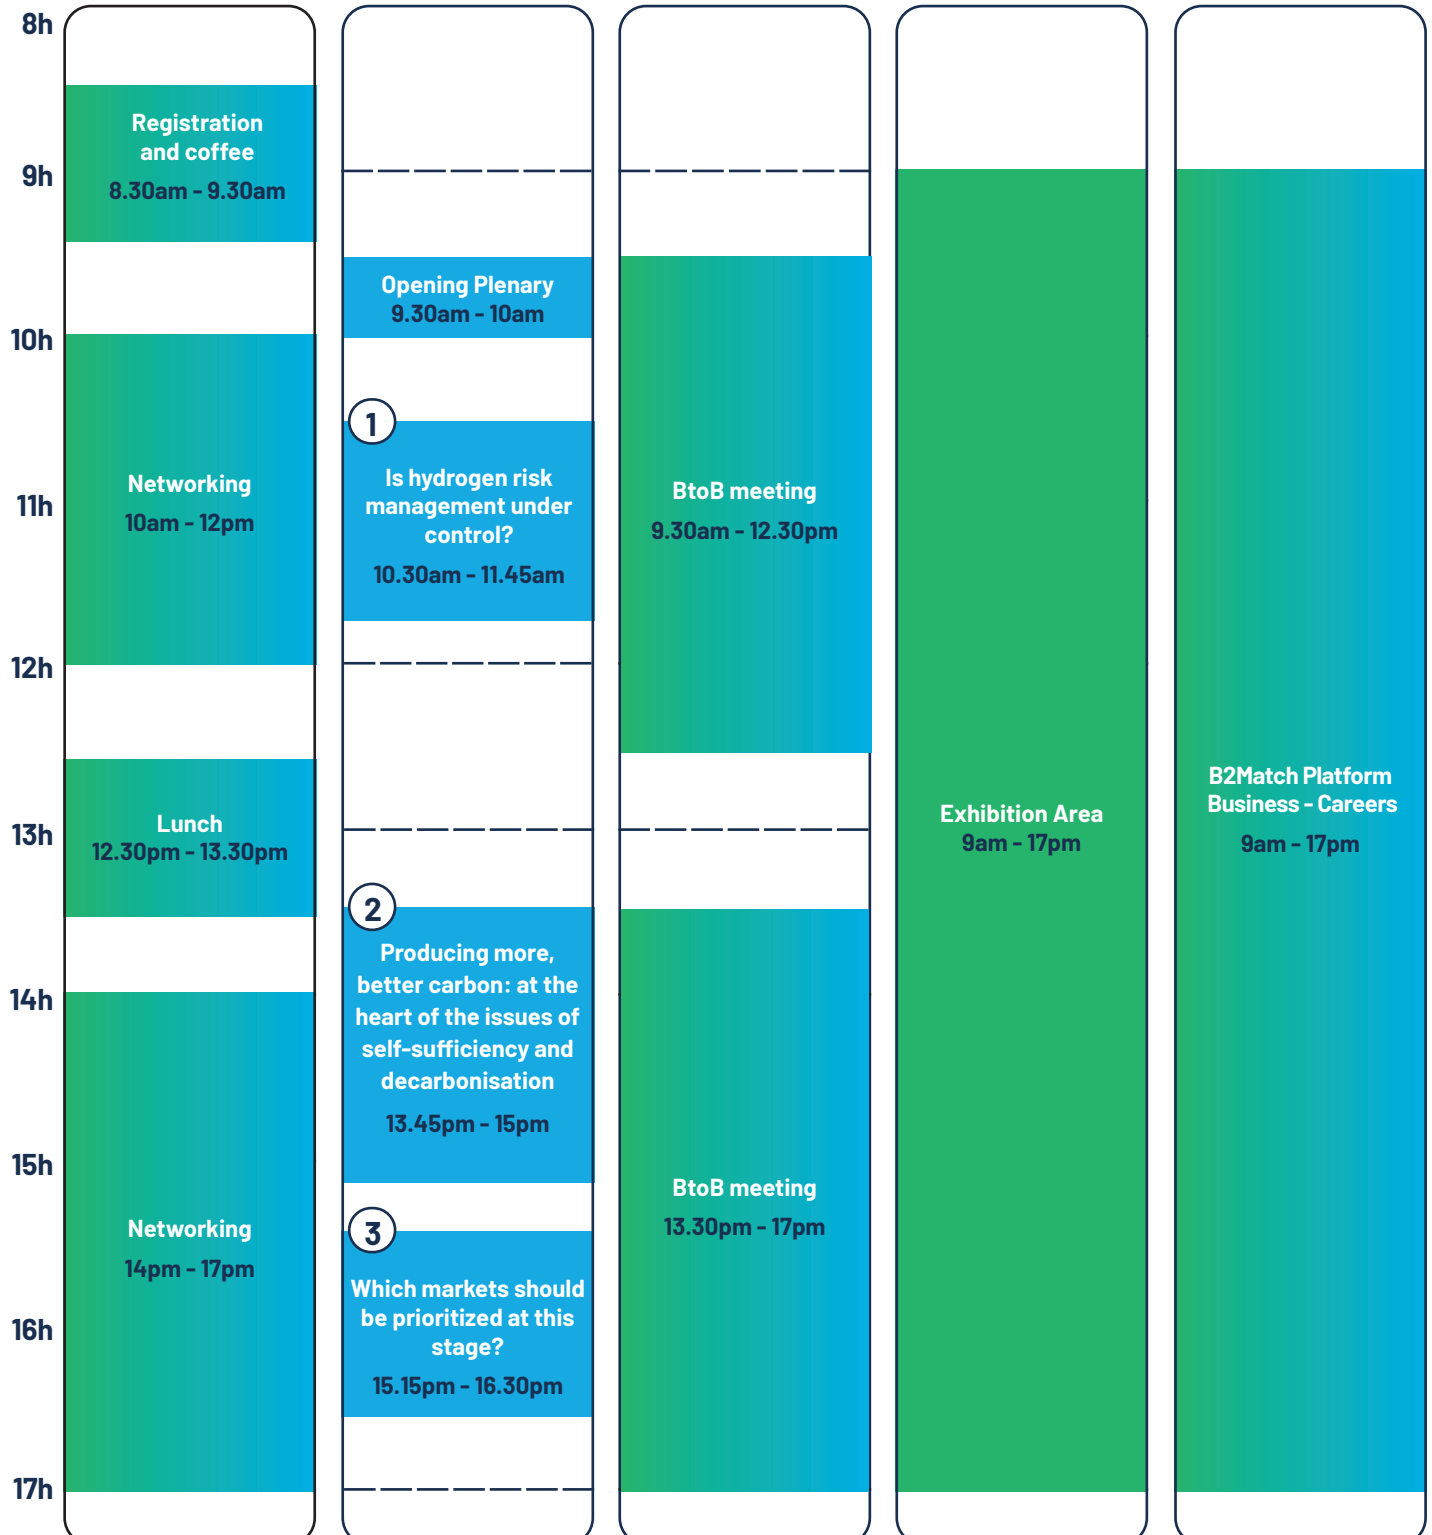 8h
9h
10h
11h
12h
13h
14h
15h
16h
17h
Registration
and coffee
8.30am - 9.30am
Networking
10am - 12pm
Lunch
12.30pm - 13.30pm
Networking
14pm - 17pm
Opening Plenary
9.30am - 10am
1
Is hydrogen risk
management under
control?
10.30am - 11.45am
2
Producing more,
better carbon: at the
heart of the issues of
self-sufficiency and
decarbonisation
13.45pm - 15pm
3
Which markets should
be prioritized at this
stage?
15.15pm - 16.30pm
BtoB meeting
9.30am - 12.30pm
BtoB meeting
13.30pm - 17pm
Exhibition Area
9am - 17pm
B2Match Platform
Business - Careers
9am - 17pm